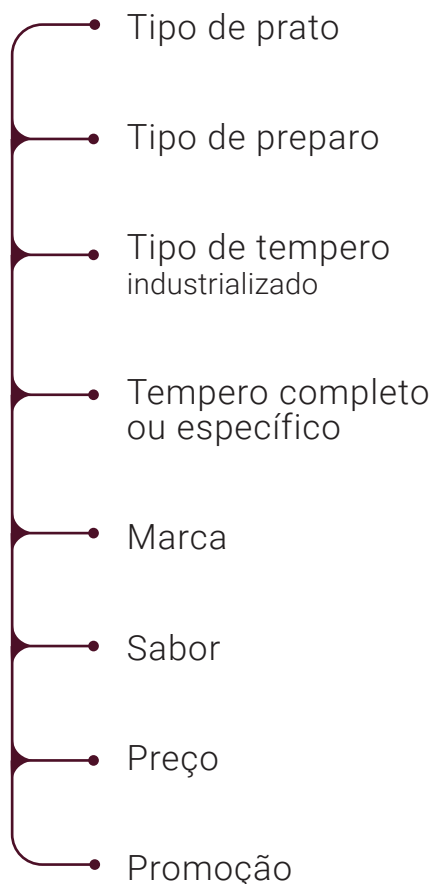 Tipo de prato
Tipo de preparo
Tipo de tempero
industrializado
Tempero completo
ou específico
Marca
Sabor
Preço
Promoção